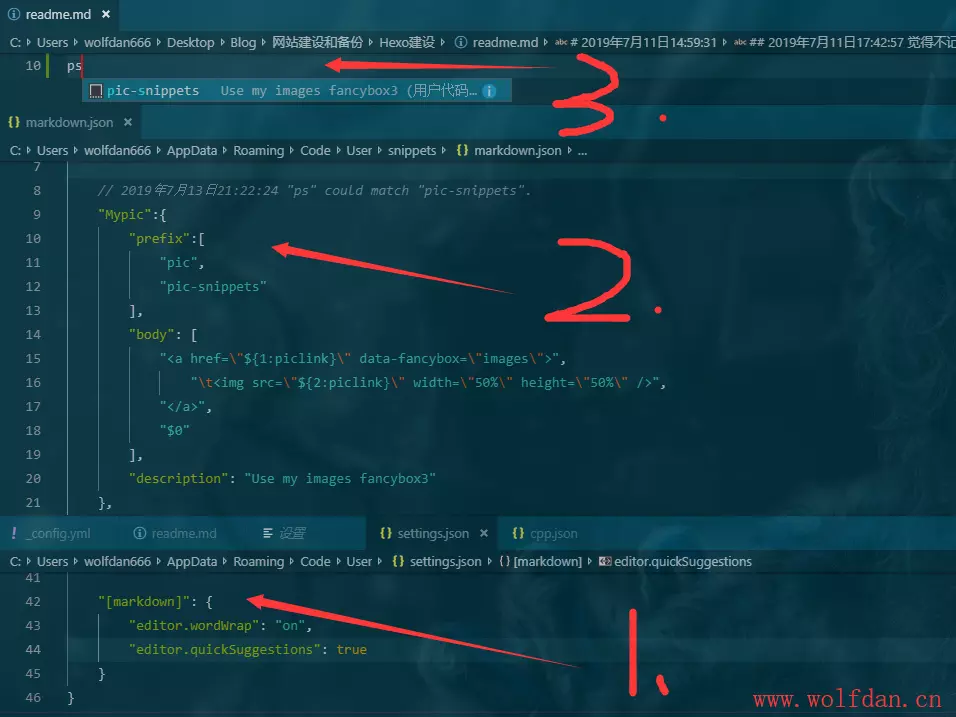 readme.md ×
C: Users wolfdan666 Desktop Blog 网站建设和备份 Hexo建设 readme.md abc # 2019年7月11日14:59:31 abc ## 2019年7月11日17:42:57 觉得不记
10 ps
pic-snippets Use my images fancybox3 (用户代码...
3.
{} markdown.json ×
C: Users wolfdan666 AppData Roaming Code User snippets {} markdown.json ...
7
8 // 2019年7月13日21:22:24 "ps" could match "pic-snippets".
9 "Mypic":{
10 "prefix":[
11 "pic",
12 "pic-snippets"
13 ],
14 "body": [
15 "<a href=\"${1:piclink}\" data-fancybox=\"images\">",
16 "\t<img src=\"${2:piclink}\" width=\"50%\" height=\"50%\" />",
17 "</a>",
18 "$0"
19 ],
20 "description": "Use my images fancybox3"
21 },
2.
! _config.yml readme.md 设置 {} settings.json × {} cpp.json
C: Users wolfdan666 AppData Roaming Code User {} settings.json {} [markdown] editor.quickSuggestions
41
42 "[markdown]": {
43 "editor.wordWrap": "on",
44 "editor.quickSuggestions": true
45 }
46 }
1.
www.wolfdan.cn